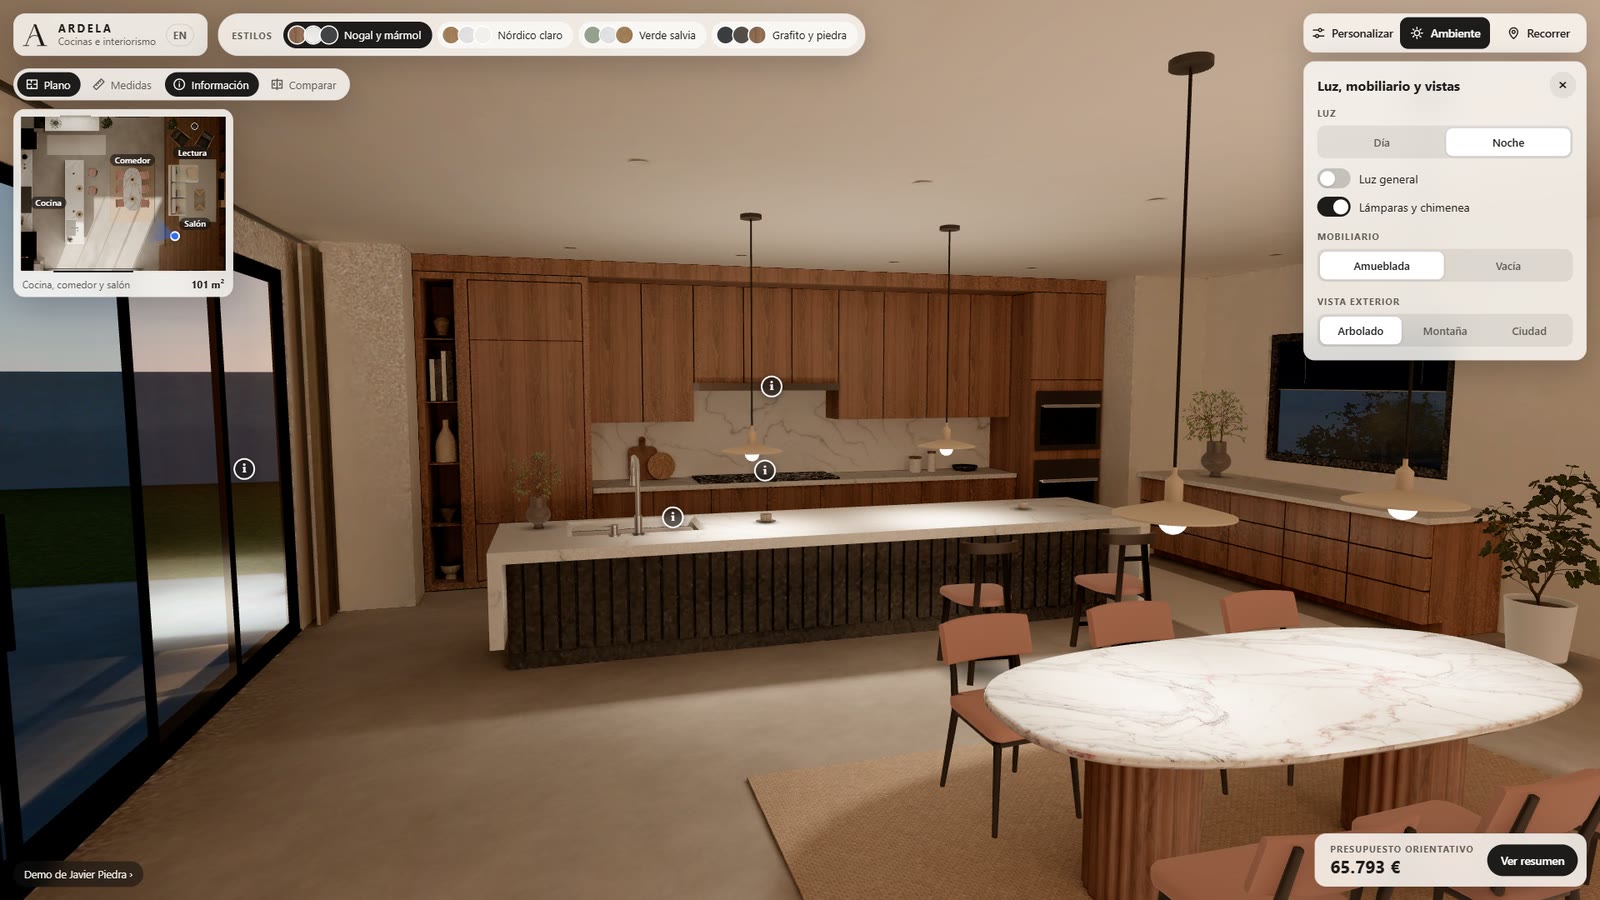 ARDELA
Cocinas e interiorismo
EN
ESTILOS
Nogal y mármol
Nórdico claro
Verde salvia
Grafito y piedra
Personalizar
Ambiente
Recorrer
Plano
Medidas
Información
Comparar
Comedor
Lectura
Cocina
Salón
Cocina, comedor y salón
101 m²
Luz, mobiliario y vistas
LUZ
Día
Noche
Luz general
Lámparas y chimenea
MOBILIARIO
Amueblada
Vacía
VISTA EXTERIOR
Arbolado
Montaña
Ciudad
Demo de Javier Piedra ›
PRESUPUESTO ORIENTATIVO
65.793 €
Ver resumen